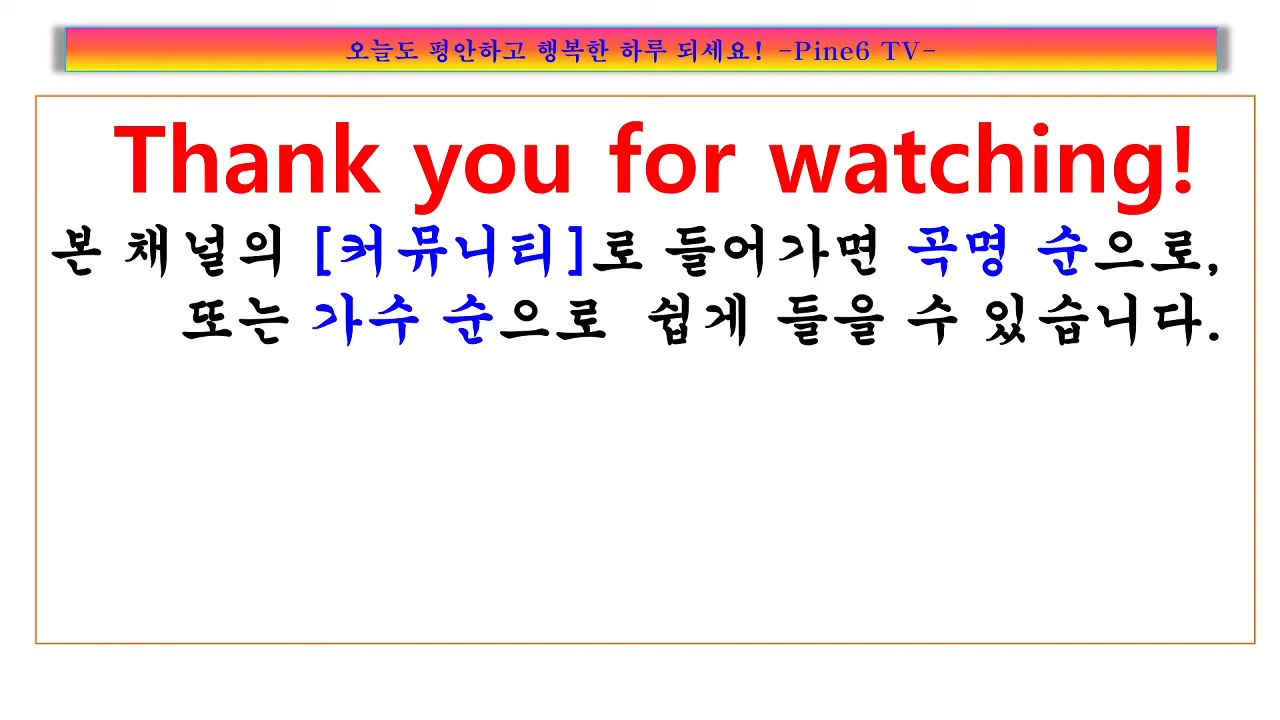 오늘도 평안하고 행복한 하루 되세요! -Pine6 TV-
Thank you for watching!
본 채널의 [커뮤니티]로 들어가면 곡명 순으로,
또는 가수 순으로 쉽게 들을 수 있습니다.